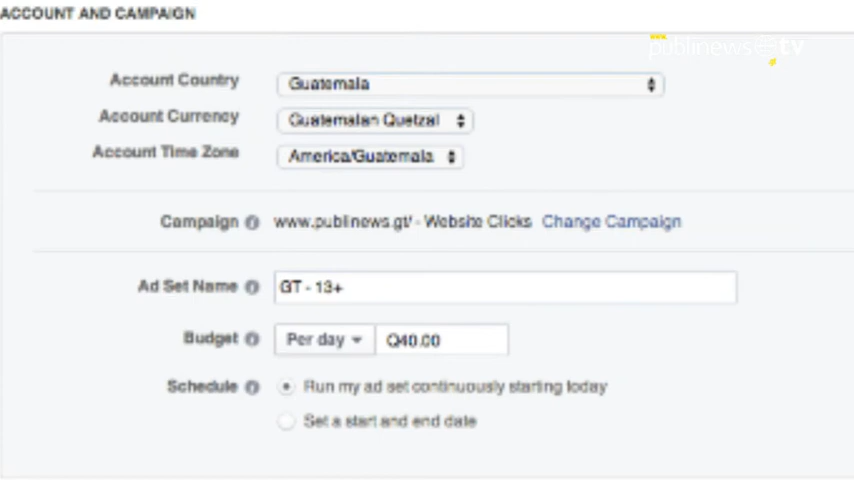 ACCOUNT AND CAMPAIGN
publinews tv
Account Country Guatemala
Account Currency Guatemalan Quetzal
Account Time Zone America/Guatemala
Campaign www.publinews.gt/ - Website Clicks Change Campaign
Ad Set Name GT - 13+
Budget Per day Q40.00
Schedule Run my ad set continuously starting today
Set a start and end date